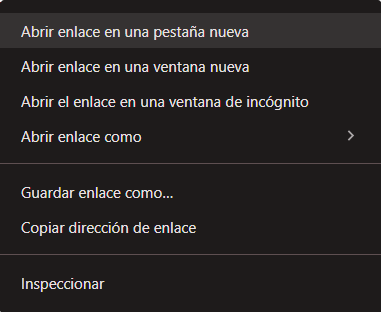 Abrir enlace en una pestaña nueva
Abrir enlace en una ventana nueva
Abrir el enlace en una ventana de incógnito
Abrir enlace como
Guardar enlace como...
Copiar dirección de enlace
Inspeccionar